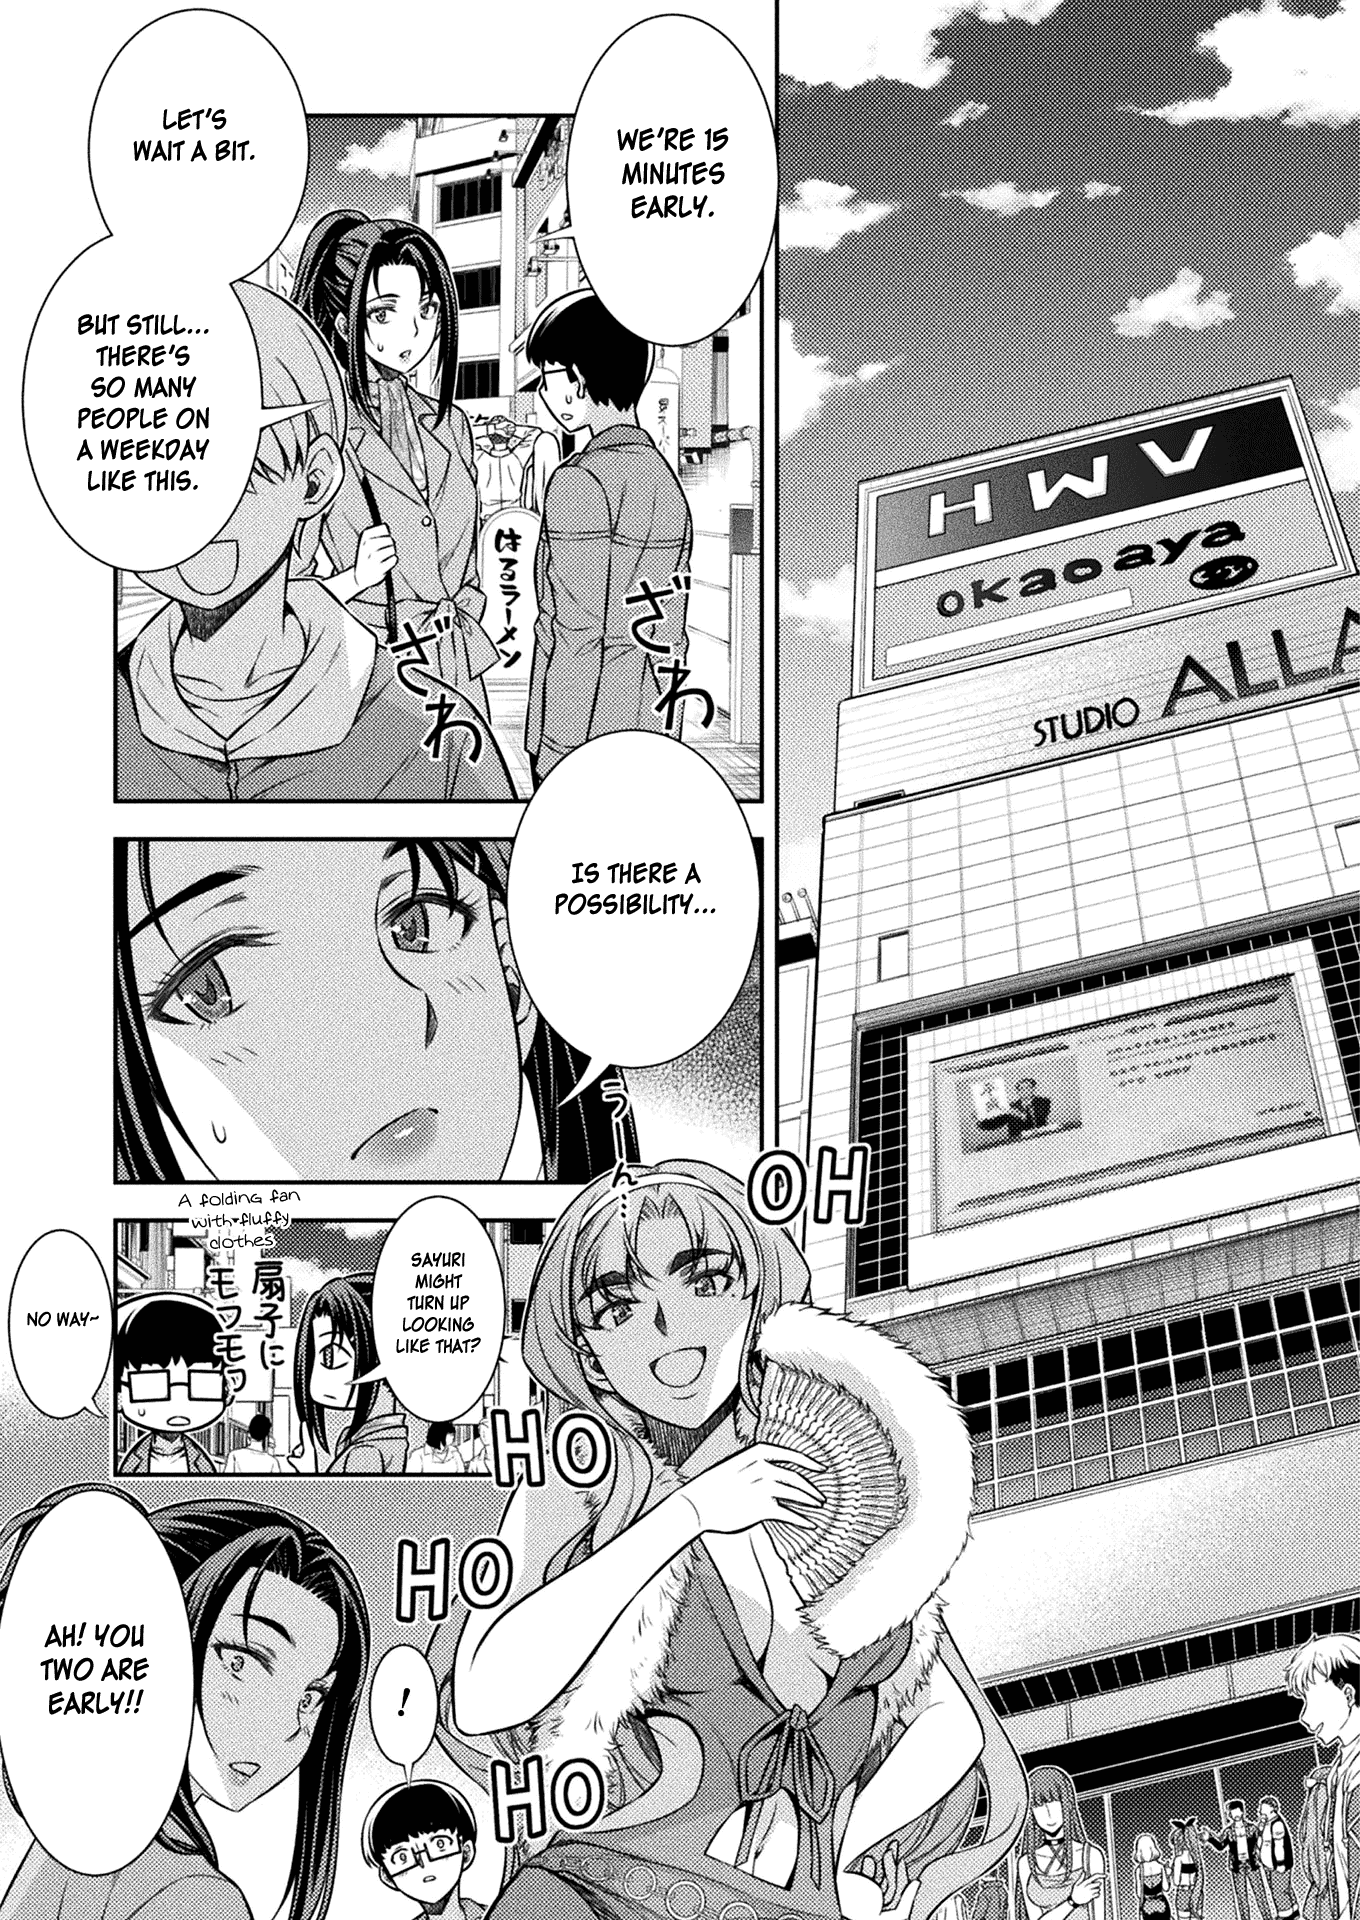 HWV
okaoaya
STUDIO ALLA
WE'RE 15
MINUTES
EARLY.
LET'S
WAIT A BIT.
BUT STILL...
THERE'S
SO MANY
PEOPLE ON
A WEEKDAY
LIKE THIS.
はるラーメン
ざわ
ざわ
IS THERE A
POSSIBILITY...
うーん…
OH
HO
HO
HO
SAYURI
MIGHT
TURN UP
LOOKING
LIKE THAT?
A folding fan
with♥fluffy
clothes
扇子に
モワモワ
NO WAY~
AH! YOU
TWO ARE
EARLY!!
!